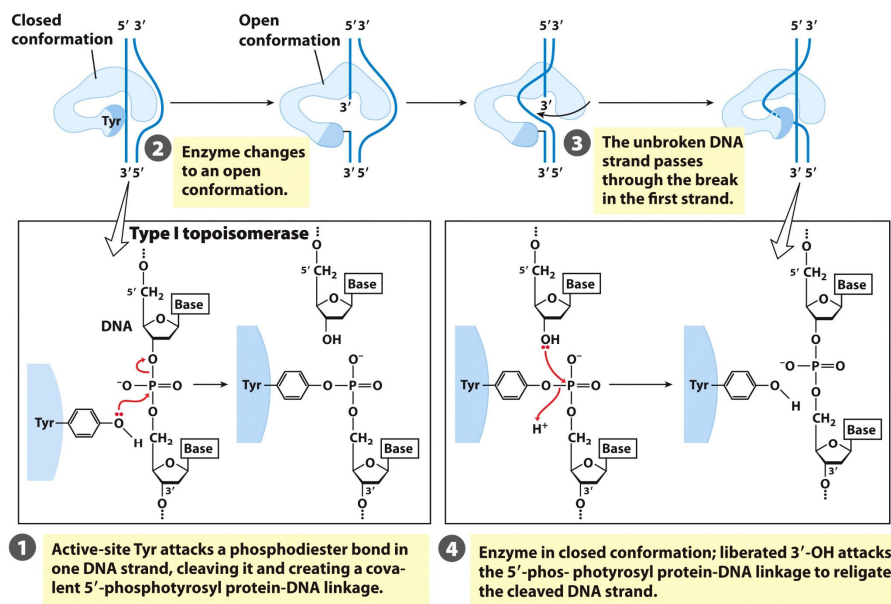 Closed
conformation
5′ 3′
Tyr
3′5′
Open
conformation
5′ 3′
3′
3′5′
5′ 3′
3′
3′5′
5′ 3′
3′5′
2 Enzyme changes
to an open
conformation.
3 The unbroken DNA
strand passes
through the break
in the first strand.
Type I topoisomerase
O
5′ CH₂
Base
O
DNA
O
⁻O P O
O
Tyr
O
H
CH₂
Base
O
3′
O
O
5′ CH₂
Base
O
OH
O⁻
Tyr
O P O
O
CH₂
Base
O
3′
O
O
5′ CH₂
Base
O
OH
O⁻
Tyr
O P O
H⁺
O
CH₂
Base
O
3′
O
O
5′ CH₂
Base
O
O
⁻O P O
Tyr
O
H
O
CH₂
Base
O
3′
O
1 Active-site Tyr attacks a phosphodiester bond in
one DNA strand, cleaving it and creating a cova-
lent 5′-phosphotyrosyl protein-DNA linkage.
4 Enzyme in closed conformation; liberated 3′-OH attacks
the 5′-phos- photyrosyl protein-DNA linkage to religate
the cleaved DNA strand.